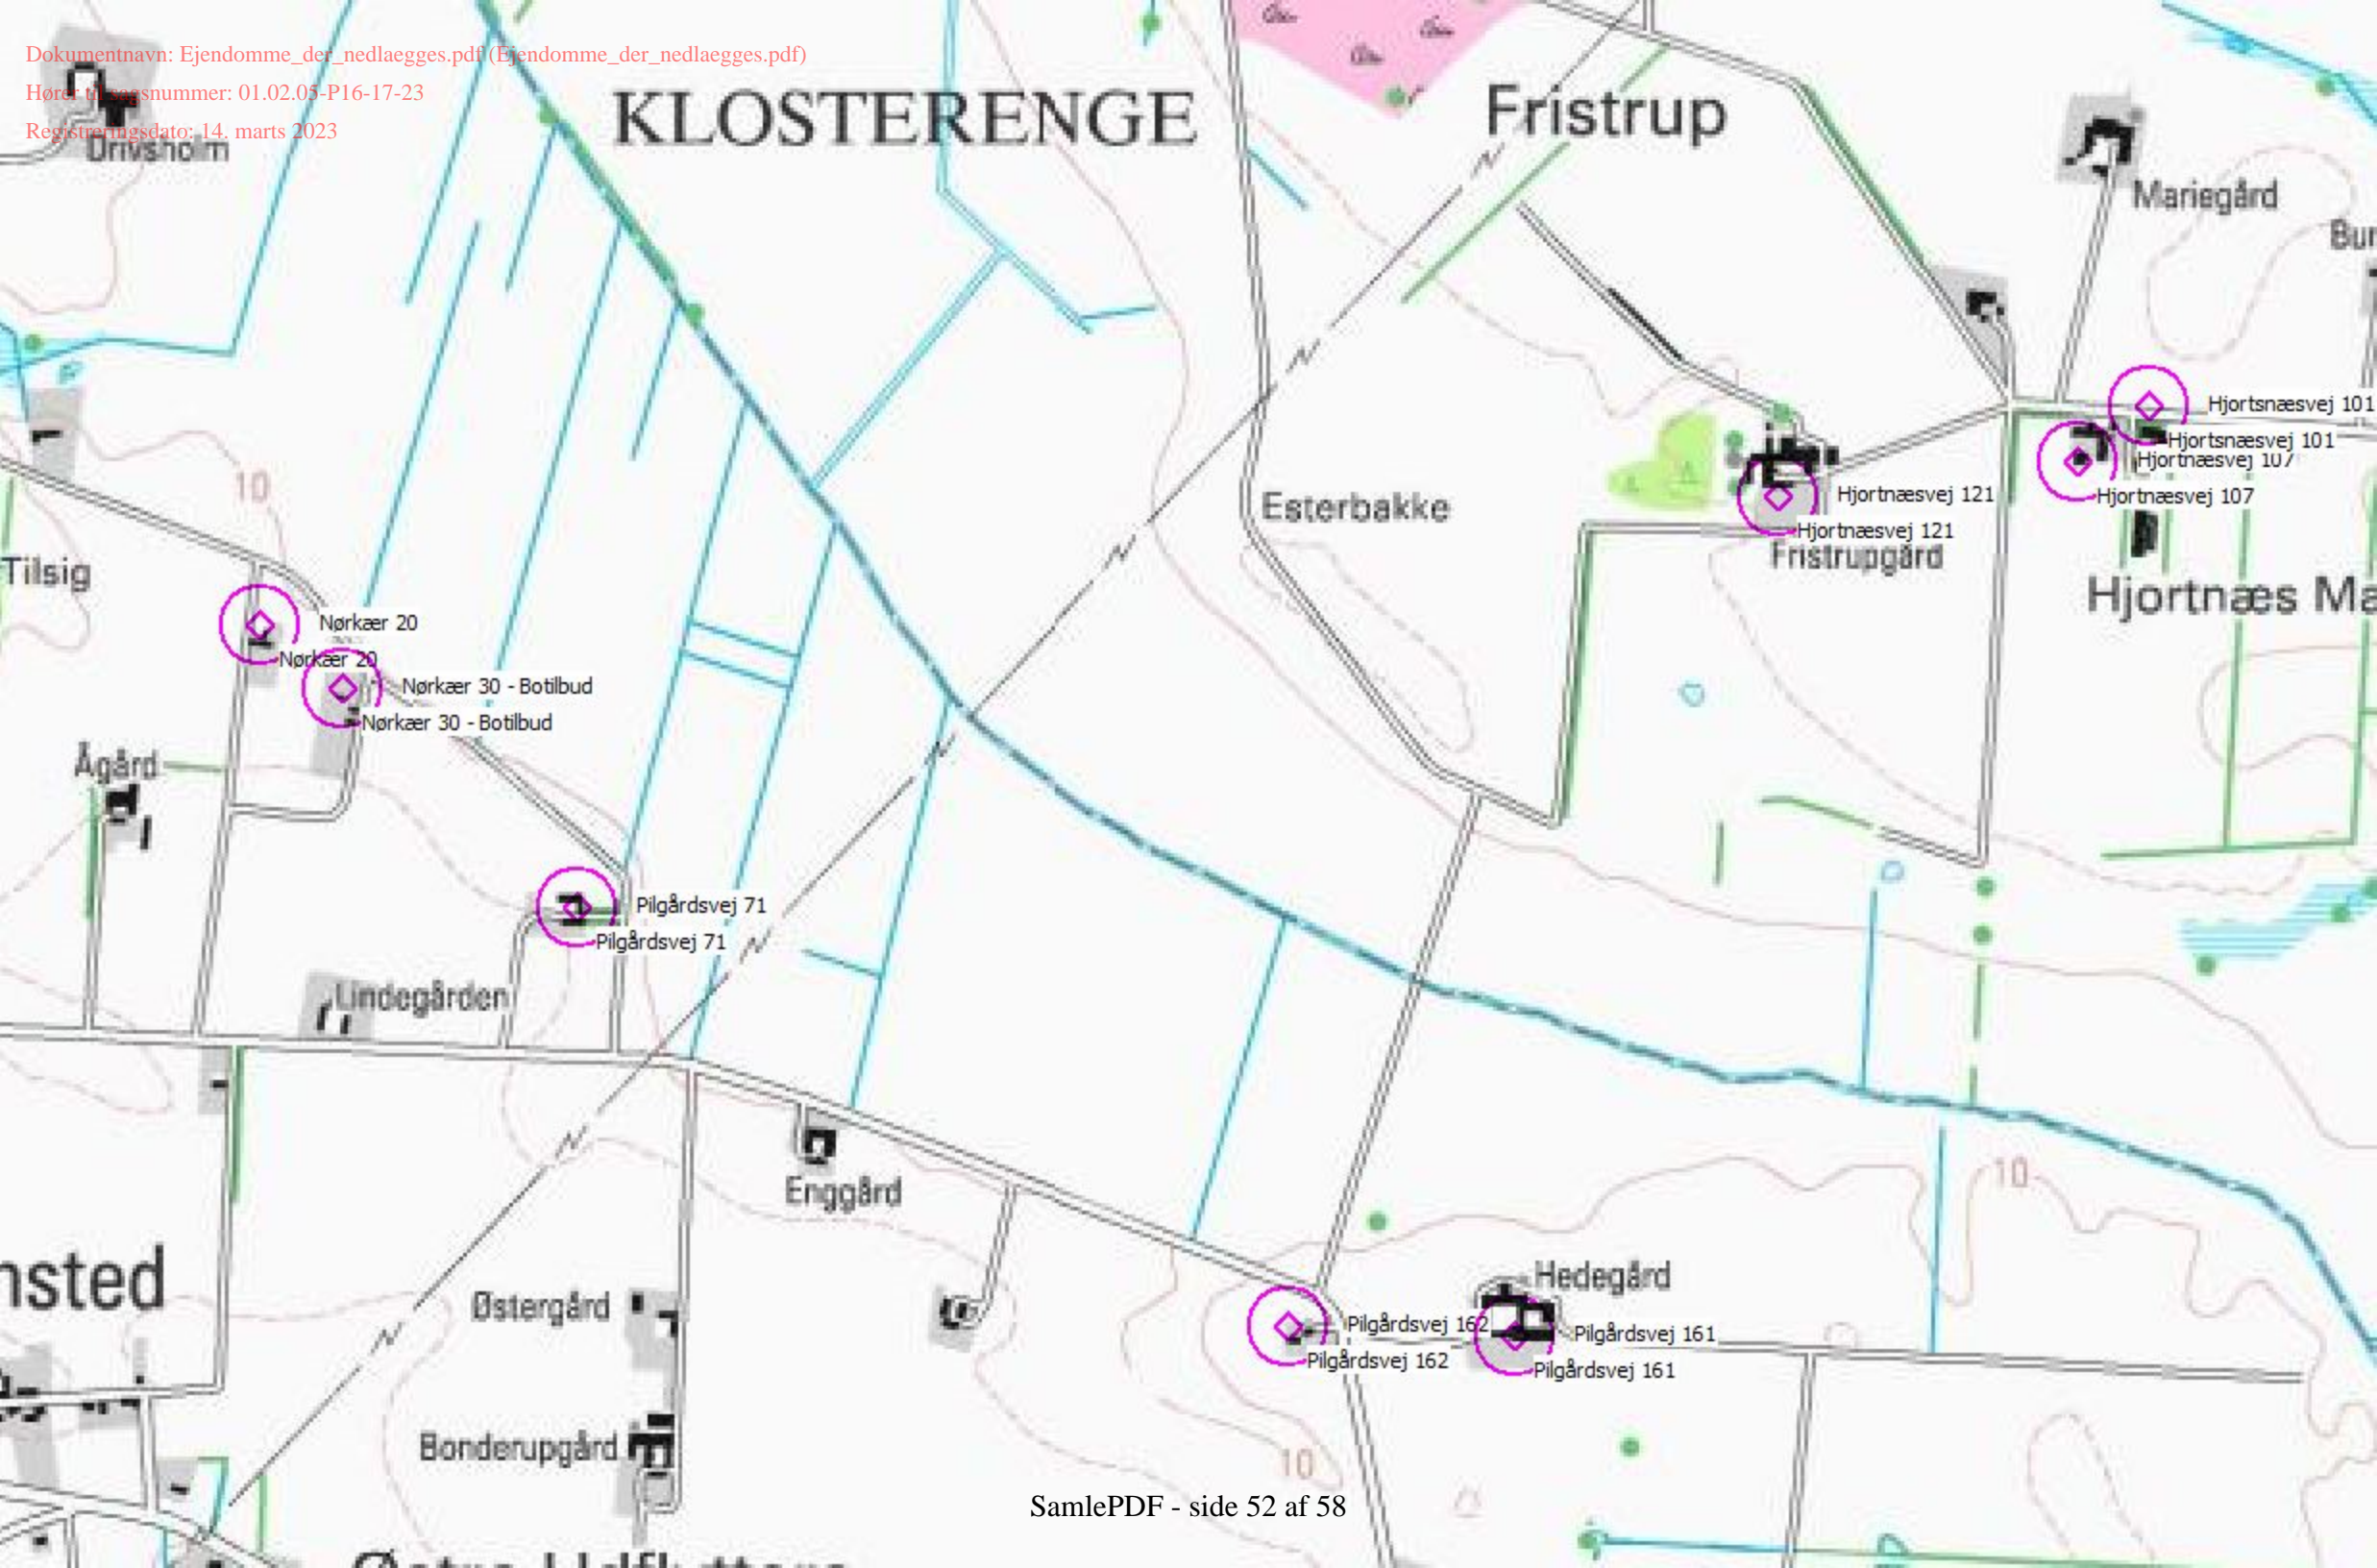 Dokumentnavn: Ejendomme_der_nedlaegges.pdf (Ejendomme_der_nedlaegges.pdf)
Hører til sagsnummer: 01.02.05-P16-17-23
Registreringsdato: 14. marts 2023
Drivsholm
KLOSTERENGE
Fristrup
Mariegård
Hjortsnæsvej 101
Hjortsnæsvej 101
Hjortnæsvej 107
Hjortnæsvej 107
10
Esterbakke
Hjortnæsvej 121
Hjortnæsvej 121
Fristrupgård
Tilsig
Hjortnæs
Nørkær 20
Nørkær 20
Nørkær 30 - Botilbud
Nørkær 30 - Botilbud
Ågård
Pilgårdsvej 71
Pilgårdsvej 71
Lindegården
Enggård
10
nsted
Østergård
Hedegård
Pilgårdsvej 162
Pilgårdsvej 162
Pilgårdsvej 161
Pilgårdsvej 161
Bonderupgård
10
SamlePDF - side 52 af 58